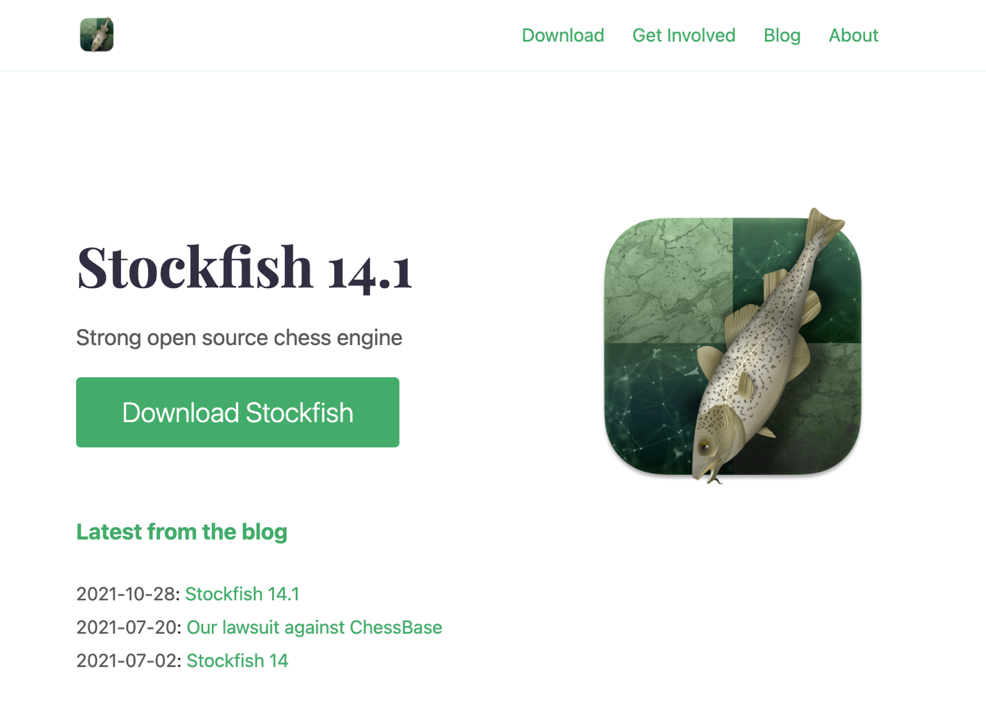 Download Get Involved Blog About
Stockfish 14.1
Strong open source chess engine
Download Stockfish
Latest from the blog
2021-10-28: Stockfish 14.1
2021-07-20: Our lawsuit against ChessBase
2021-07-02: Stockfish 14